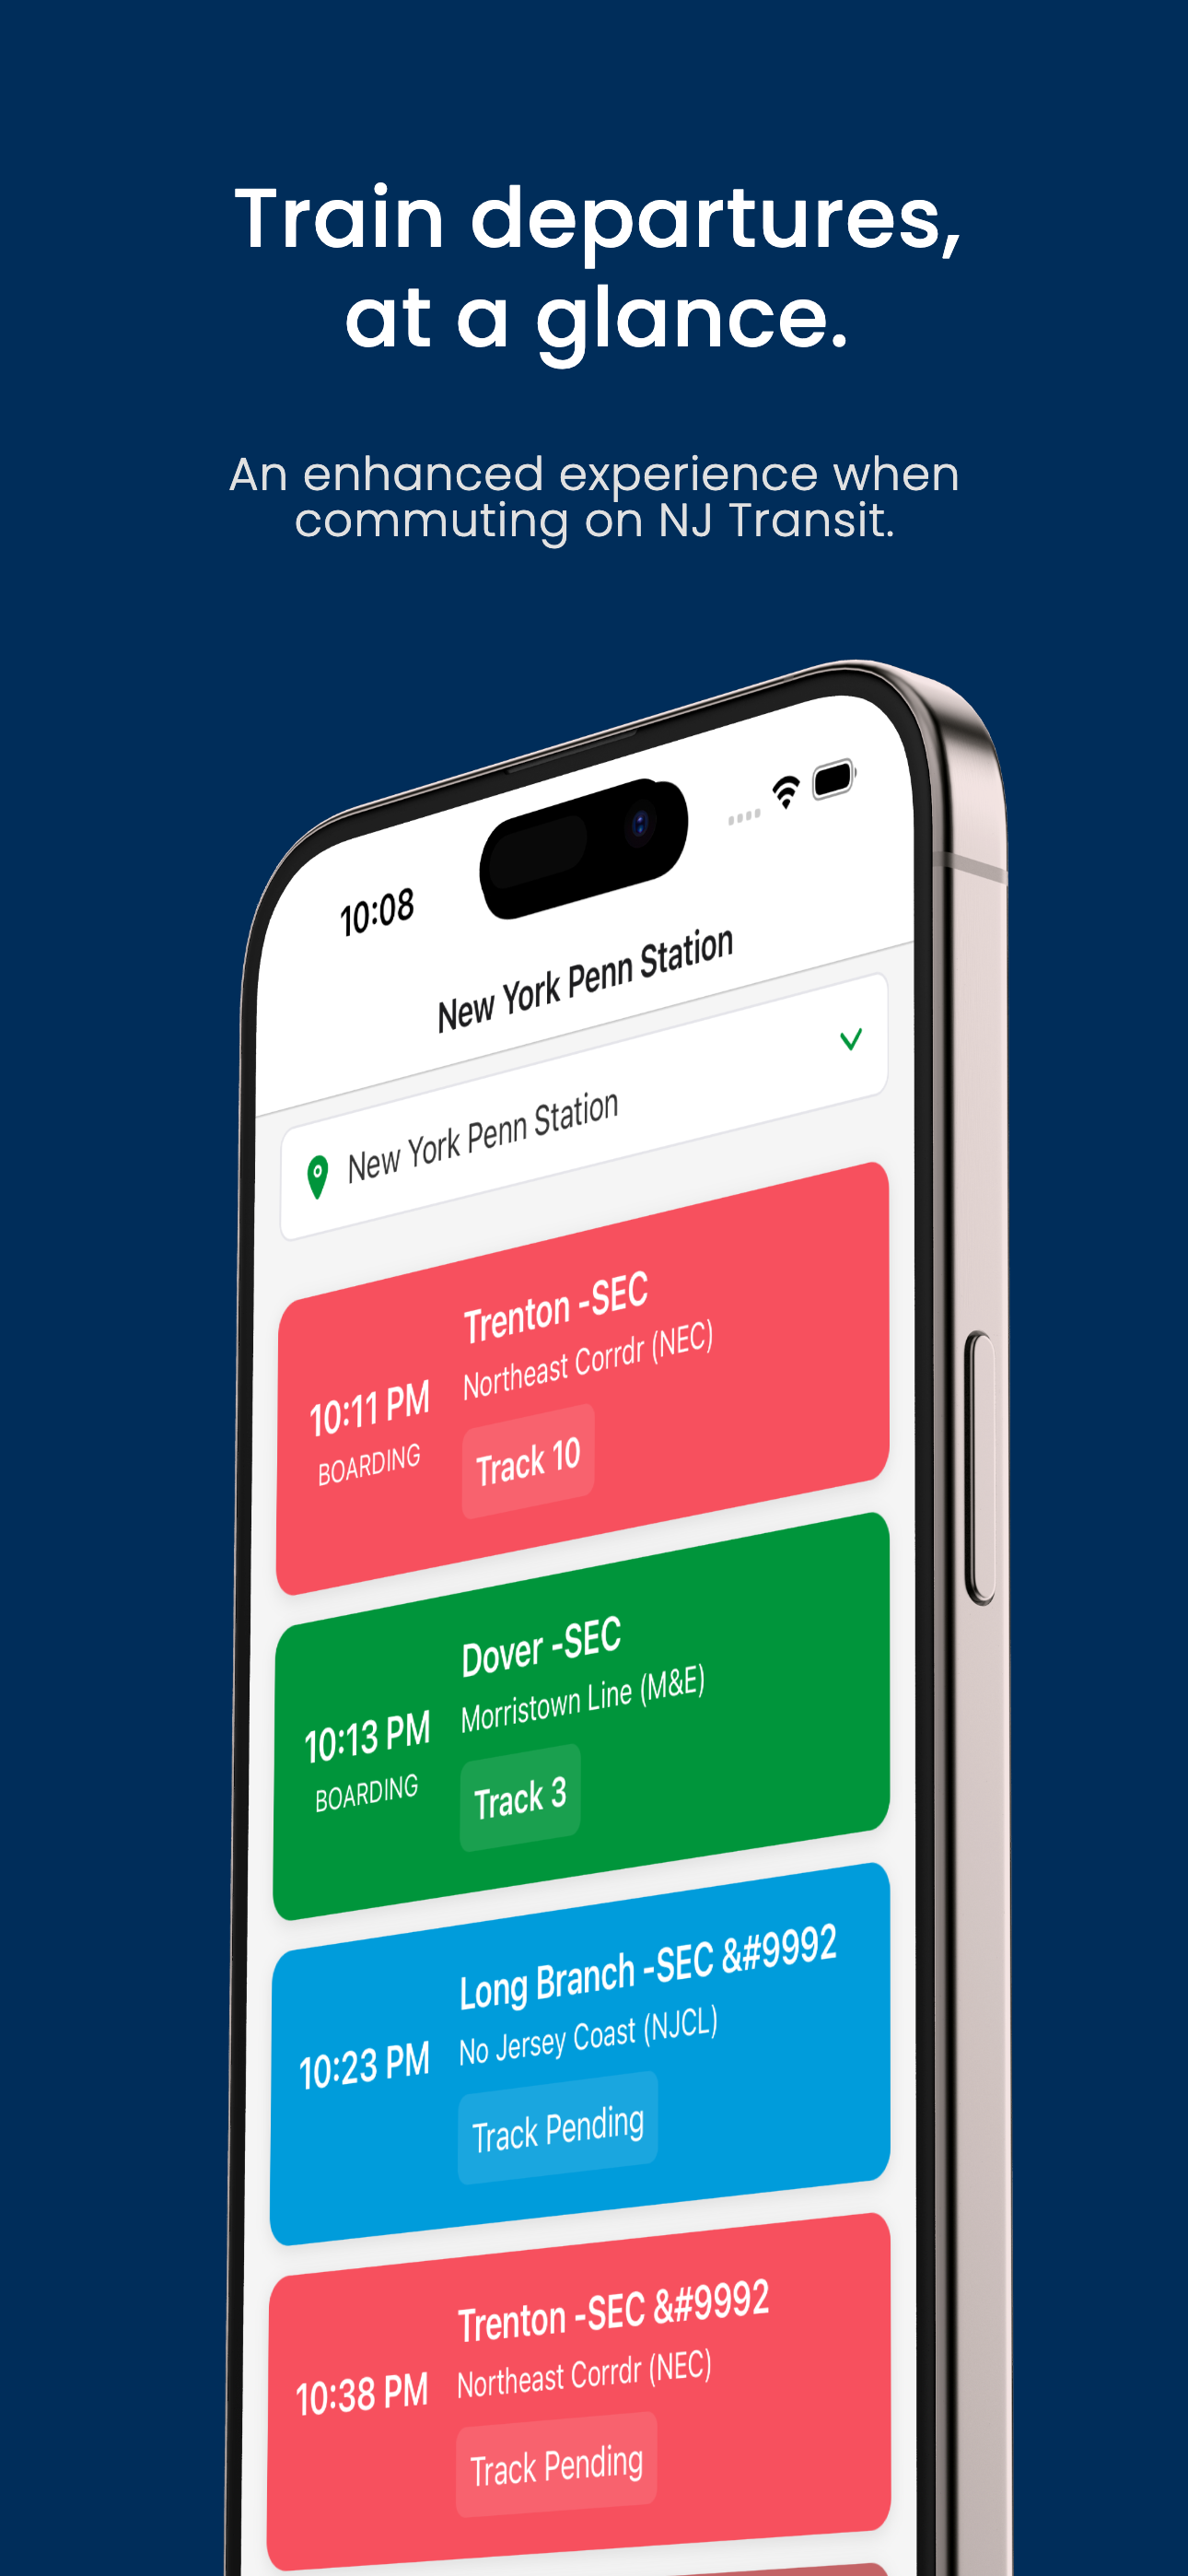 Train departures,
at a glance.
An enhanced experience when
commuting on NJ Transit.
10:08
New York Penn Station
New York Penn Station
Trenton -SEC
Northeast Corrdr (NEC)
10:11 PM
BOARDING
Track 10
Dover -SEC
Morristown Line (M&E)
10:13 PM
BOARDING
Track 3
Long Branch -SEC &#9992
No Jersey Coast (NJCL)
10:23 PM
Track Pending
Trenton -SEC &#9992
Northeast Corrdr (NEC)
10:38 PM
Track Pending